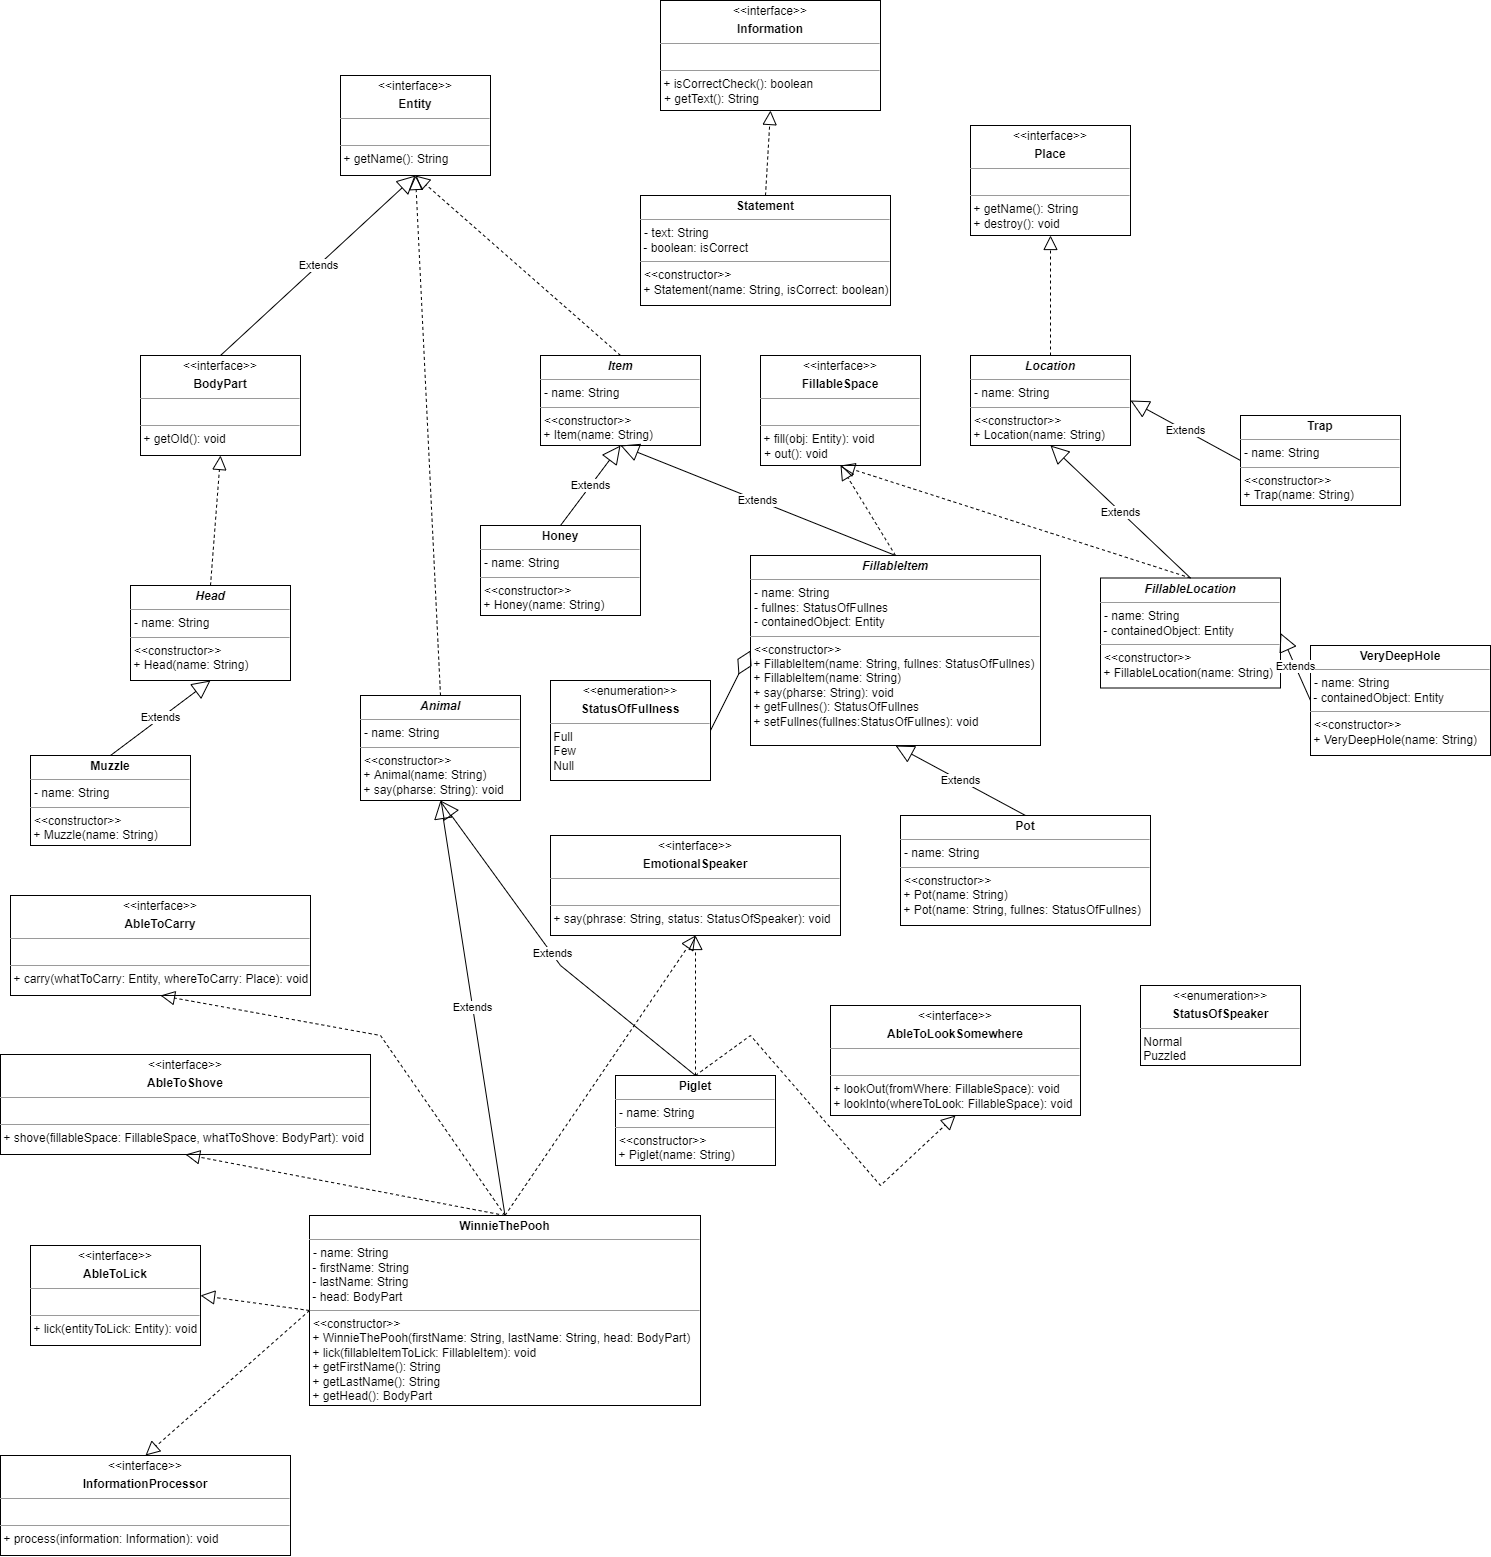 <<interface>>
Information
+ isCorrectCheck(): boolean
+ getText(): String
<<interface>>
Entity
+ getName(): String
<<interface>>
Place
+ getName(): String
+ destroy(): void
Statement
- text: String
- boolean: isCorrect
<<constructor>>
+ Statement(name: String, isCorrect: boolean)
Extends
<<interface>>
BodyPart
+ getOld(): void
Item
- name: String
<<constructor>>
+ Item(name: String)
<<interface>>
FillableSpace
+ fill(obj: Entity): void
+ out(): void
Location
- name: String
<<constructor>>
+ Location(name: String)
Extends
Trap
- name: String
<<constructor>>
+ Trap(name: String)
Extends
Extends
Extends
Honey
- name: String
<<constructor>>
+ Honey(name: String)
FillableItem
- name: String
- fullnes: StatusOfFullnes
- containedObject: Entity
<<constructor>>
+ FillableItem(name: String, fullnes: StatusOfFullnes)
+ FillableItem(name: String)
+ say(pharse: String): void
+ getFullnes(): StatusOfFullnes
+ setFullnes(fullnes:StatusOfFullnes): void
FillableLocation
- name: String
- containedObject: Entity
<<constructor>>
+ FillableLocation(name: String)
Extends
VeryDeepHole
- name: String
- containedObject: Entity
<<constructor>>
+ VeryDeepHole(name: String)
Head
- name: String
<<constructor>>
+ Head(name: String)
Extends
Muzzle
- name: String
<<constructor>>
+ Muzzle(name: String)
Animal
- name: String
<<constructor>>
+ Animal(name: String)
+ say(pharse: String): void
<<enumeration>>
StatusOfFullness
Full
Few
Null
Extends
Pot
- name: String
<<constructor>>
+ Pot(name: String)
+ Pot(name: String, fullnes: StatusOfFullnes)
<<interface>>
EmotionalSpeaker
+ say(phrase: String, status: StatusOfSpeaker): void
<<interface>>
AbleToCarry
+ carry(whatToCarry: Entity, whereToCarry: Place): void
Extends
Extends
<<interface>>
AbleToLookSomewhere
+ lookOut(fromWhere: FillableSpace): void
+ lookInto(whereToLook: FillableSpace): void
<<enumeration>>
StatusOfSpeaker
Normal
Puzzled
<<interface>>
AbleToShove
+ shove(fillableSpace: FillableSpace, whatToShove: BodyPart): void
Piglet
- name: String
<<constructor>>
+ Piglet(name: String)
WinnieThePooh
- name: String
- firstName: String
- lastName: String
- head: BodyPart
<<constructor>>
+ WinnieThePooh(firstName: String, lastName: String, head: BodyPart)
+ lick(fillableItemToLick: FillableItem): void
+ getFirstName(): String
+ getLastName(): String
+ getHead(): BodyPart
<<interface>>
AbleToLick
+ lick(entityToLick: Entity): void
<<interface>>
InformationProcessor
+ process(information: Information): void